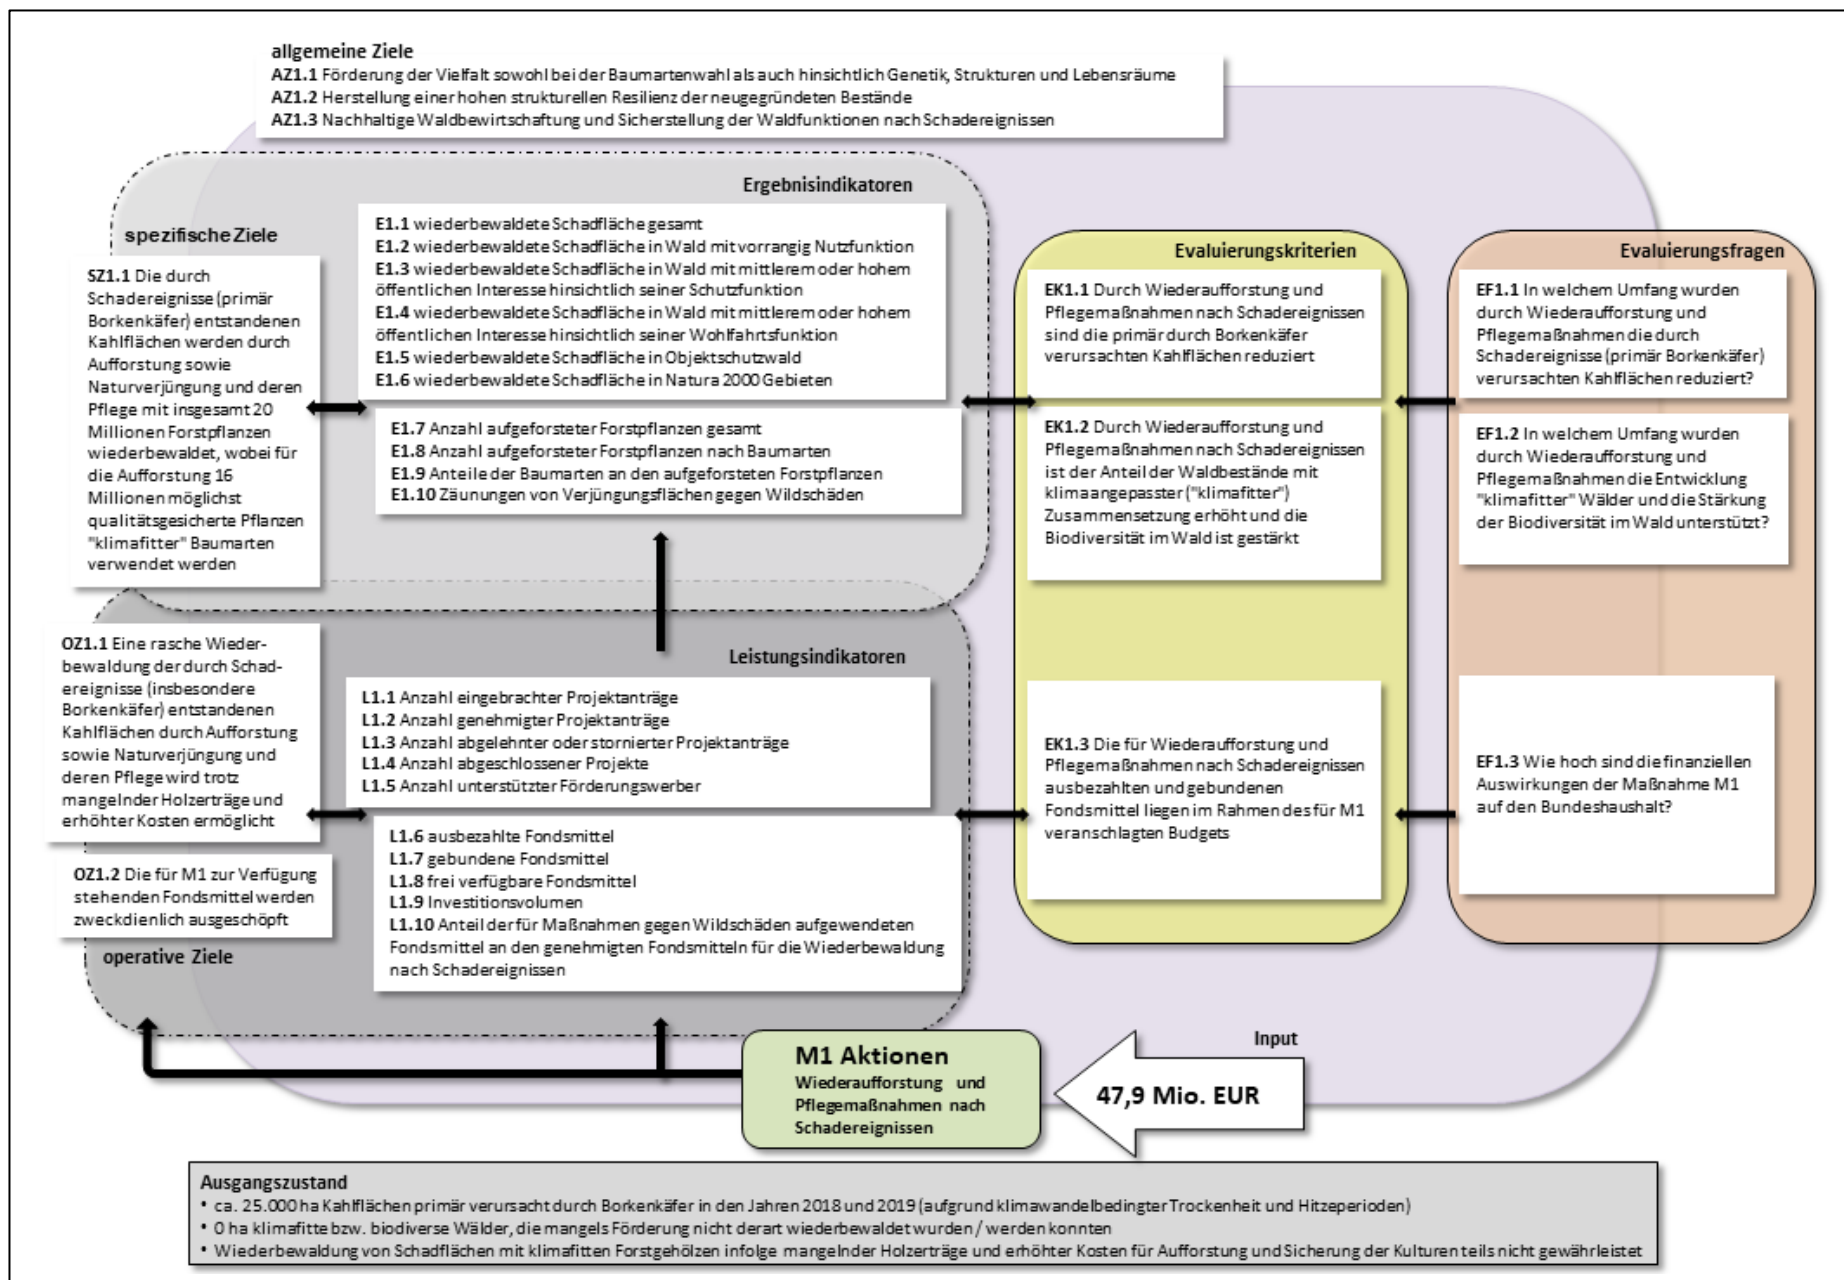 allgemeine Ziele
AZ1.1 Förderung der Vielfalt sowohl bei der Baumartenwahl als auch hinsichtlich Genetik, Strukturen und Lebensräume
AZ1.2 Herstellung einer hohen strukturellen Resilienz der neugegründeten Bestände
AZ1.3 Nachhaltige Waldbewirtschaftung und Sicherstellung der Waldfunktionen nach Schadereignissen
Ergebnisindikatoren
spezifische Ziele
SZ1.1 Die durch
Schadereignisse (primär
Borkenkäfer) entstandenen
Kahlflächen werden durch
Aufforstung sowie
Naturverjüngung und deren
Pflege mit insgesamt 20
Millionen Forstpflanzen
wiederbewaldet, wobei für
die Aufforstung 16
Millionen möglichst
qualitätsgesicherte Pflanzen
"klimafitter" Baumarten
verwendet werden
E1.1 wiederbewaldete Schadfläche gesamt
E1.2 wiederbewaldete Schadfläche in Wald mit vorrangig Nutzfunktion
E1.3 wiederbewaldete Schadfläche in Wald mit mittlerem oder hohem
öffentlichen Interesse hinsichtlich seiner Schutzfunktion
E1.4 wiederbewaldete Schadfläche in Wald mit mittlerem oder hohem
öffentlichen Interesse hinsichtlich seiner Wohlfahrtsfunktion
E1.5 wiederbewaldete Schadfläche in Objektschutzwald
E1.6 wiederbewaldete Schadfläche in Natura 2000 Gebieten
E1.7 Anzahl aufgeforsteter Forstpflanzen gesamt
E1.8 Anzahl aufgeforsteter Forstpflanzen nach Baumarten
E1.9 Anteile der Baumarten an den aufgeforsteten Forstpflanzen
E1.10 Zäunungen von Verjüngungsflächen gegen Wildschäden
Evaluierungskriterien
EK1.1 Durch Wiederaufforstung und
Pflegemaßnahmen nach Schadereignissen
sind die primär durch Borkenkäfer
verursachten Kahlflächen reduziert
EK1.2 Durch Wiederaufforstung und
Pflegemaßnahmen nach Schadereignissen
ist der Anteil der Waldbestände mit
klimaangepasster ("klimafitter")
Zusammensetzung erhöht und die
Biodiversität im Wald ist gestärkt
EK1.3 Die für Wiederaufforstung und
Pflegemaßnahmen nach Schadereignissen
ausbezahlten und gebundenen
Fondsmittel liegen im Rahmen des für M1
veranschlagten Budgets
Evaluierungsfragen
EF1.1 In welchem Umfang wurden
durch Wiederaufforstung und
Pflegemaßnahmen die durch
Schadereignisse (primär Borkenkäfer)
verursachten Kahlflächen reduziert?
EF1.2 In welchem Umfang wurden
durch Wiederaufforstung und
Pflegemaßnahmen die Entwicklung
"klimafitter" Wälder und die Stärkung
der Biodiversität im Wald unterstützt?
EF1.3 Wie hoch sind die finanziellen
Auswirkungen der Maßnahme M1
auf den Bundeshaushalt?
OZ1.1 Eine rasche Wieder-
bewaldung der durch Schad-
ereignisse (insbesondere
Borkenkäfer) entstandenen
Kahlflächen durch Aufforstung
sowie Naturverjüngung und
deren Pflege wird trotz
mangelnder Holzerträge und
erhöhter Kosten ermöglicht
OZ1.2 Die für M1 zur Verfügung
stehenden Fondsmittel werden
zweckdienlich ausgeschöpft
operative Ziele
Leistungsindikatoren
L1.1 Anzahl eingebrachter Projektanträge
L1.2 Anzahl genehmigter Projektanträge
L1.3 Anzahl abgelehnter oder stornierter Projektanträge
L1.4 Anzahl abgeschlossener Projekte
L1.5 Anzahl unterstützter Förderungswerber
L1.6 ausbezahlte Fondsmittel
L1.7 gebundene Fondsmittel
L1.8 frei verfügbare Fondsmittel
L1.9 Investitionsvolumen
L1.10 Anteil der für Maßnahmen gegen Wildschäden aufgewendeten
Fondsmittel an den genehmigten Fondsmitteln für die Wiederbewaldung
nach Schadereignissen
M1 Aktionen
Wiederaufforstung und
Pflegemaßnahmen nach
Schadereignissen
Input
47,9 Mio. EUR
Ausgangszustand
• ca. 25.000 ha Kahlflächen primär verursacht durch Borkenkäfer in den Jahren 2018 und 2019 (aufgrund klimawandelbedingter Trockenheit und Hitzeperioden)
• 0 ha klimafitte bzw. biodiverse Wälder, die mangels Förderung nicht derart wiederbewaldet wurden / werden konnten
• Wiederbewaldung von Schadflächen mit klimafitten Forstgehölzen infolge mangelnder Holzerträge und erhöhter Kosten für Aufforstung und Sicherung der Kulturen teils nicht gewährleistet